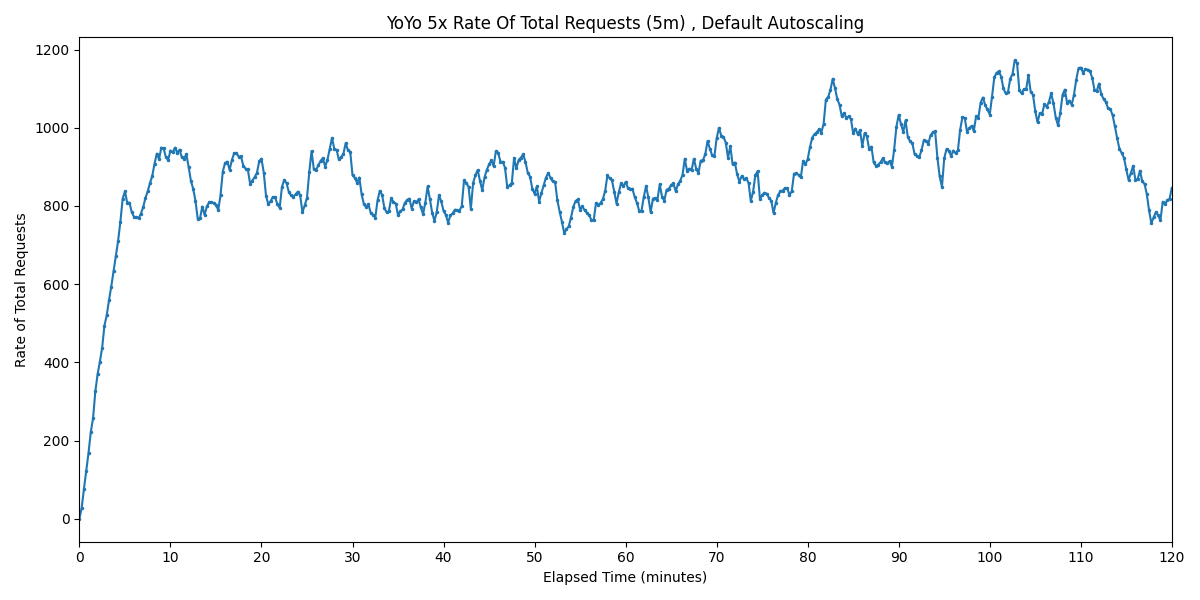 YoYo 5x Rate Of Total Requests (5m) , Default Autoscaling
1200
1000
800
600
400
200
0
Rate of Total Requests
0 10 20 30 40 50 60 70 80 90 100 110 120
Elapsed Time (minutes)